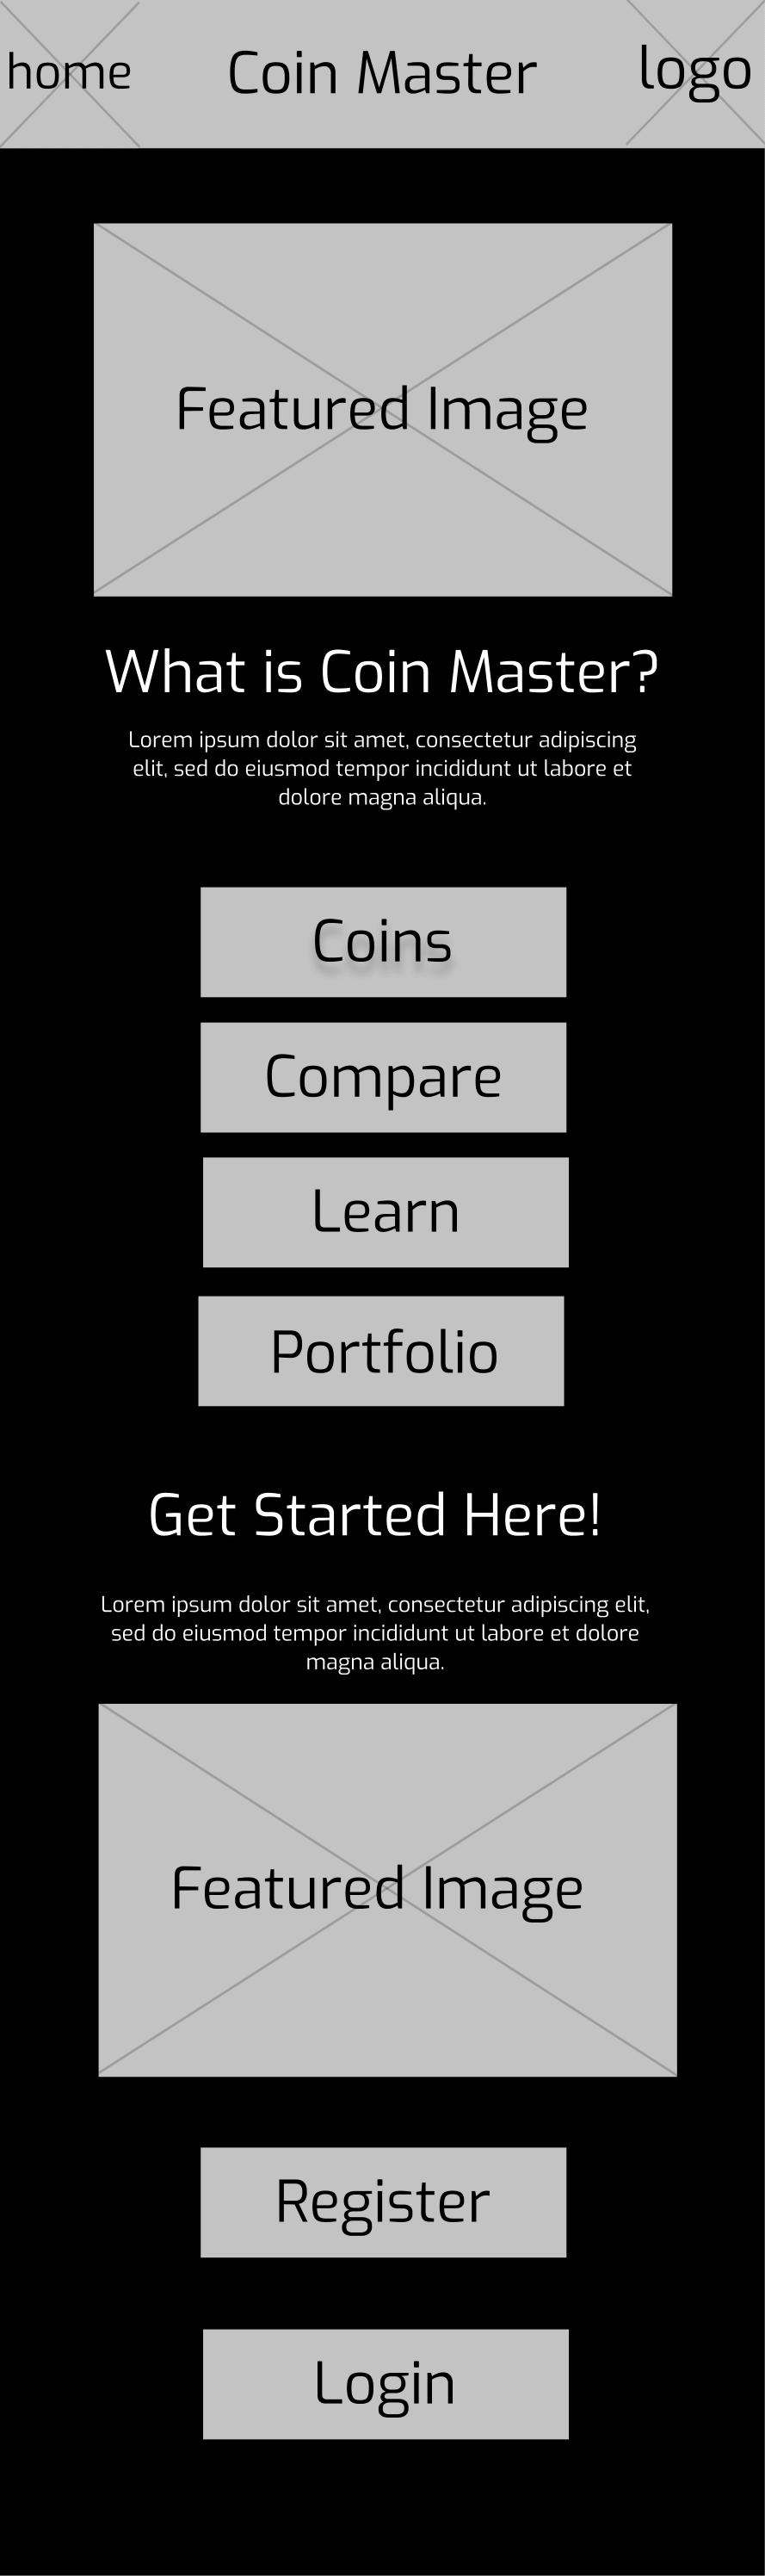 home Coin Master logo
Featured Image
What is Coin Master?
Lorem ipsum dolor sit amet, consectetur adipiscing
elit, sed do eiusmod tempor incididunt ut labore et
dolore magna aliqua.
Coins
Compare
Learn
Portfolio
Get Started Here!
Lorem ipsum dolor sit amet, consectetur adipiscing elit,
sed do eiusmod tempor incididunt ut labore et dolore
magna aliqua.
Featured Image
Register
Login